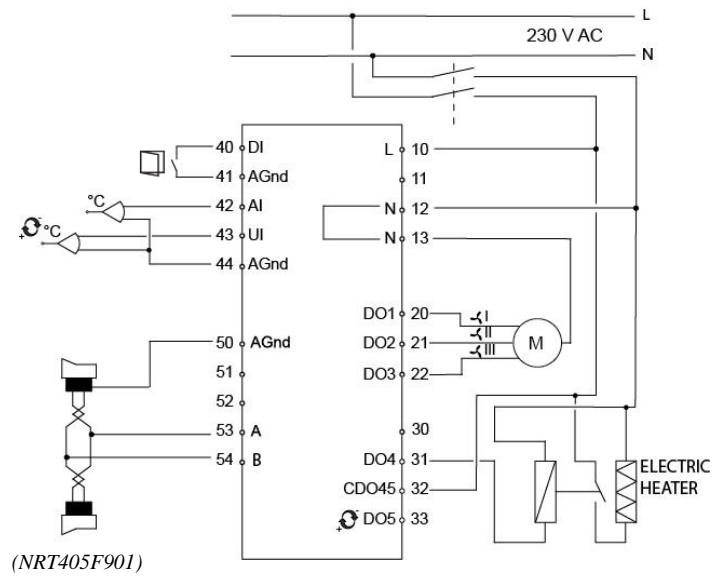 L
230 V AC
N
40 DI
41 AGnd
°C
42 AI
°C
43 UI
44 AGnd
50 AGnd
51
52
53 A
54 B
L 10
11
N 12
N 13
DO1 20
I
DO2 21
II
M
DO3 22
III
30
DO4 31
CDO45 32
DO5 33
ELECTRIC
HEATER
(NRT405F901)